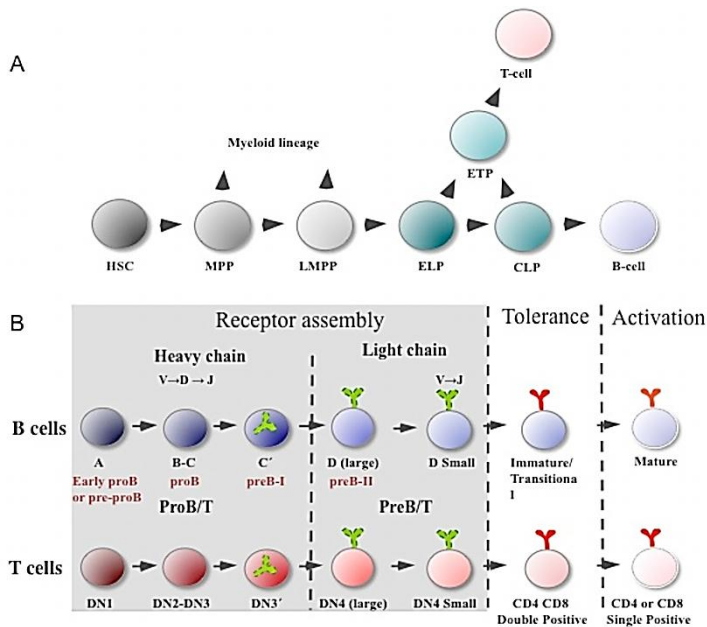 A
T-cell
Myeloid lineage
ETP
HSC
MPP
LMPP
ELP
CLP
B-cell
B
Receptor assembly
Tolerance
Activation
Heavy chain
Light chain
V→D → J
V→J
B cells
A
B-C
C´
D (large)
D Small
Immature/
Transitiona
l
Mature
Early proB
or pre-proB
proB
preB-I
preB-II
ProB/T
PreB/T
T cells
DN1
DN2-DN3
DN3´
DN4 (large)
DN4 Small
CD4 CD8
Double Positive
CD4 or CD8
Single Positive